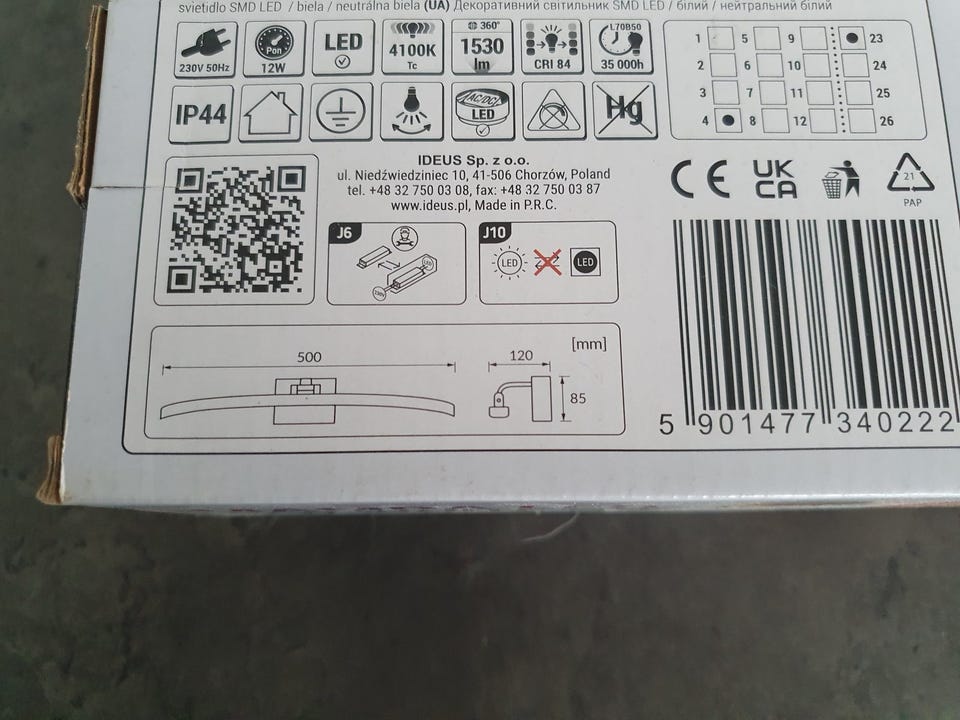 svietidlo SMD LED / biela / neutrálna biela (UA) Декоративний світильник SMD LED / білий / нейтральний білий
230V 50Hz
Pon
12W
LED
4100K
Tc
360°
1530
lm
CRI 84
L70B50
35 000h
IP44
AC/DC
LED
Hg
1 5 9 23
2 6 10 24
3 7 11 25
4 8 12 26
IDEUS Sp. z o.o.
ul. Niedźwiedziniec 10, 41-506 Chorzów, Poland
tel. +48 32 750 03 08, fax: +48 32 750 03 87
www.ideus.pl, Made in P.R.C.
CE
UK
CA
21
PAP
J6
LED
230V
J10
LED
LED
[mm]
500
120
85
5 901477 340222